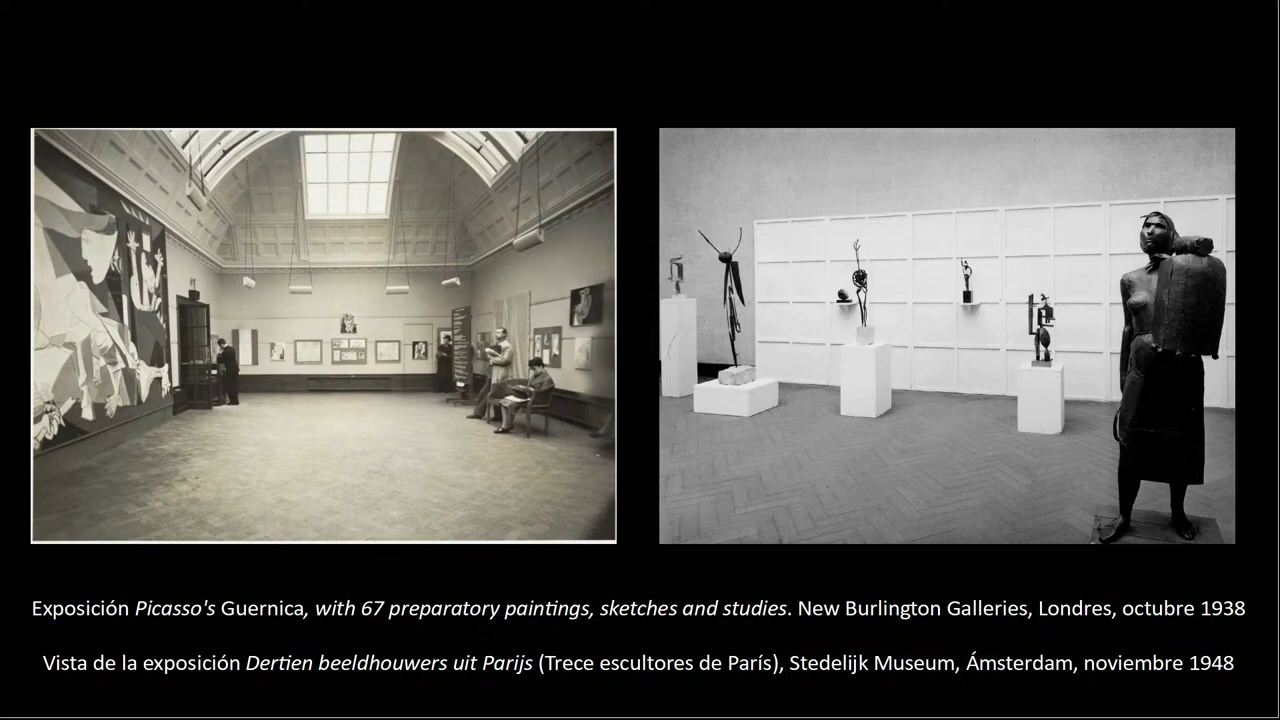 Exposición Picasso's Guernica, with 67 preparatory paintings, sketches and studies. New Burlington Galleries, Londres, octubre 1938
Vista de la exposición Dertien beeldhouwers uit Parijs (Trece escultores de París), Stedelijk Museum, Ámsterdam, noviembre 1948